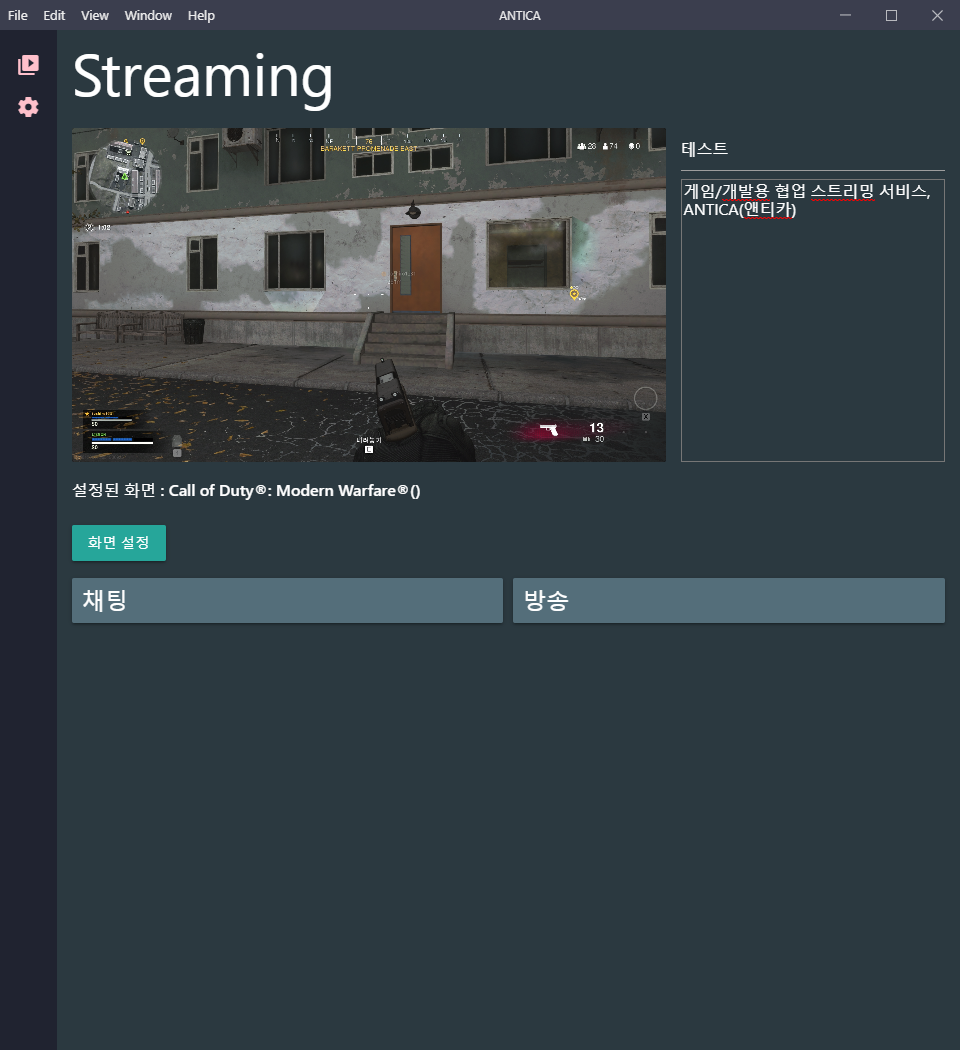 File Edit View Window Help ANTICA
Streaming
BARAKETT PROMENADE EAST
28 74 0
1:02
테스트
게임/개발용 협업 스트리밍 서비스,
ANTICA(앤티카)
X
13
30
50
설정된 화면 : Call of Duty®: Modern Warfare®()
화면 설정
채팅
방송